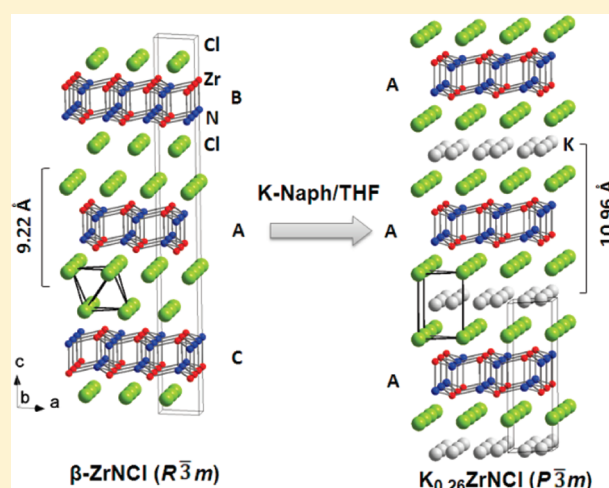 Cl
Zr
B
N
Cl
9.22 Å
A
C
c
b
a
β-ZrNCl (R3̅m)
K-Naph/THF
A
K
A
10.96 Å
A
K₀.₂₆ZrNCl (P3̅m)